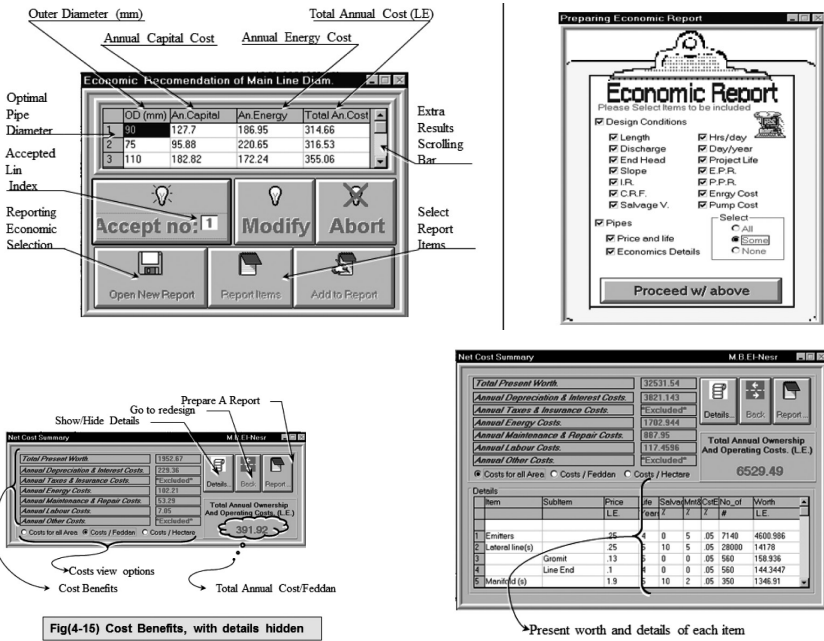 Outer Diameter (mm)
Total Annual Cost (LE)
Annual Capital Cost
Annual Energy Cost
Economic Recomendation of Main Line Diam.
OD (mm) An.Capital An.Energy Total An.Cost
1 90 127.7 186.95 314.66
2 75 95.88 220.65 316.53
3 110 182.82 172.24 355.06
Optimal
Pipe
Diameter
Accepted
Lin
Index
Reporting
Economic
Selection
Extra
Results
Scrolling
Bar
Select
Report
Items
Accept no: 1
Modify
Abort
Open New Report
Report Items
Add to Report
Preparing Economic Report
Economic Report
Please Select Items to be included
Design Conditions
Length Hrs/day
Discharge Day/year
End Head Project Life
Slope E.P.R.
I.R. P.P.R.
C.R.F. Enrgy Cost
Salvage V. Pump Cost
Pipes
Price and life
Economics Details
Select
All
Some
None
Proceed w/ above
Prepare A Report
Go to redesign
Show/Hide Details
Net Cost Summary M.B.El-Nesr
Total Present Worth. 1952.67
Annual Depreciation & Interest Costs. 229.36
Annual Taxes & Insurance Costs. "Excluded"
Annual Energy Costs. 102.21
Annual Maintenance & Repair Costs. 53.29
Annual Labour Costs. 7.05
Annual Other Costs. "Excluded"
Details... Back Report...
Total Annual Ownership
And Operating Costs. (L.E.)
391.92
Costs for all Area Costs / Feddan Costs / Hectare
Costs view options
Cost Benefits
Total Annual Cost/Feddan
Fig(4-15) Cost Benefits, with details hidden
Net Cost Summary M.B.El-Nesr
Total Present Worth. 32531.54
Annual Depreciation & Interest Costs. 3821.143
Annual Taxes & Insurance Costs. "Excluded"
Annual Energy Costs. 1702.944
Annual Maintenance & Repair Costs. 887.95
Annual Labour Costs. 117.4596
Annual Other Costs. "Excluded"
Details... Back Report...
Total Annual Ownership
And Operating Costs. (L.E.)
6529.49
Costs for all Area Costs / Feddan Costs / Hectare
Details
Item SubItem Price Life Salvag Mnt& CstE No_of Worth
L.E. Year % % % # L.E.
1 Emitters .25 4 0 5 .05 7140 4600.986
2 Lateral line(s) .25 5 10 5 .05 28000 14178
3 Gromit .13 5 0 0 .05 560 158.936
4 Line End .1 4 0 0 .05 560 144.3447
5 Manifold (s) 1.9 5 10 2 .05 350 1346.91
Present worth and details of each item